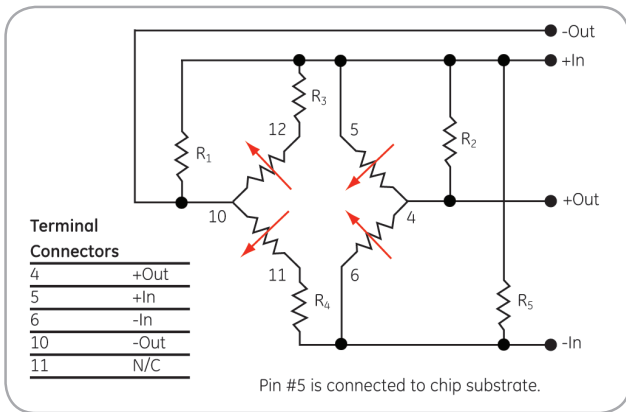 -Out
+In
R3
12
5
R2
R1
10
4
+Out
Terminal
Connectors
4 +Out
5 +In
6 -In
10 -Out
11 N/C
11
6
R4
R5
-In
Pin #5 is connected to chip substrate.